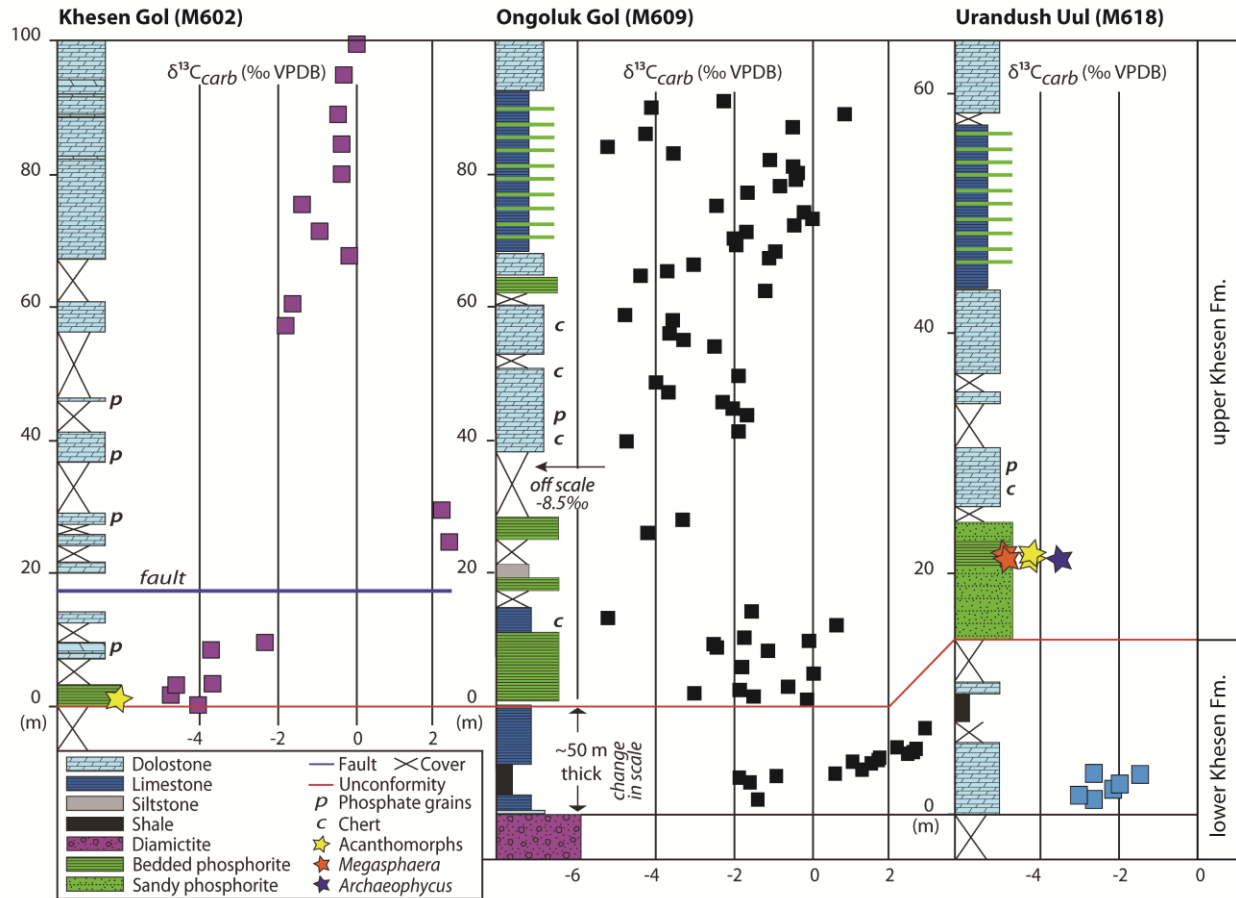 Khesen Gol (M602)
Ongoluk Gol (M609)
Urandush Uul (M618)
100
80
60
40
20
0
(m)
δ¹³Ccarb (‰ VPDB)
p
p
p
p
fault
-4
-2
0
2
80
60
40
20
0
(m)
δ¹³Ccarb (‰ VPDB)
c
c
p
c
c
off scale
-8.5‰
~50 m
thick
change
in scale
-6
-4
-2
0
2
60
40
20
0
(m)
δ¹³Ccarb (‰ VPDB)
p
c
-4
-2
0
upper Khesen Fm.
lower Khesen Fm.
Dolostone
Limestone
Siltstone
Shale
Diamictite
Bedded phosphorite
Sandy phosphorite
Fault
Cover
Unconformity
p Phosphate grains
c Chert
Acanthomorphs
Megasphaera
Archaeophycus